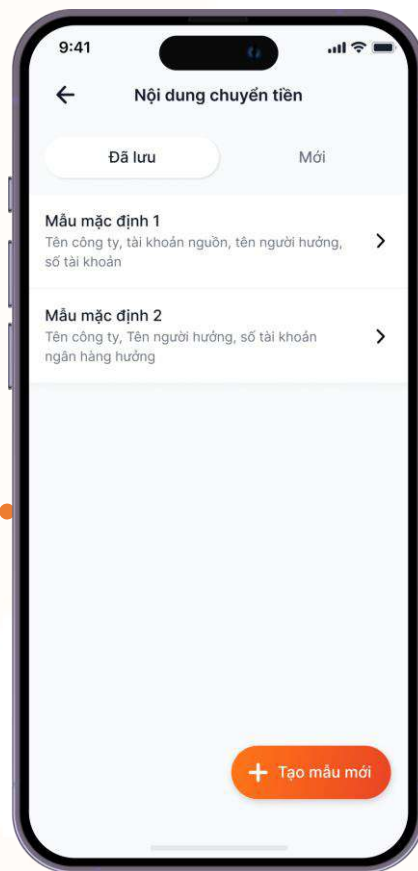 9:41
Nội dung chuyển tiền
Đã lưu
Mới
Mẫu mặc định 1
Tên công ty, tài khoản nguồn, tên người hưởng,
số tài khoản
Mẫu mặc định 2
Tên công ty, Tên người hưởng, số tài khoản
ngân hàng hưởng
+ Tạo mẫu mới